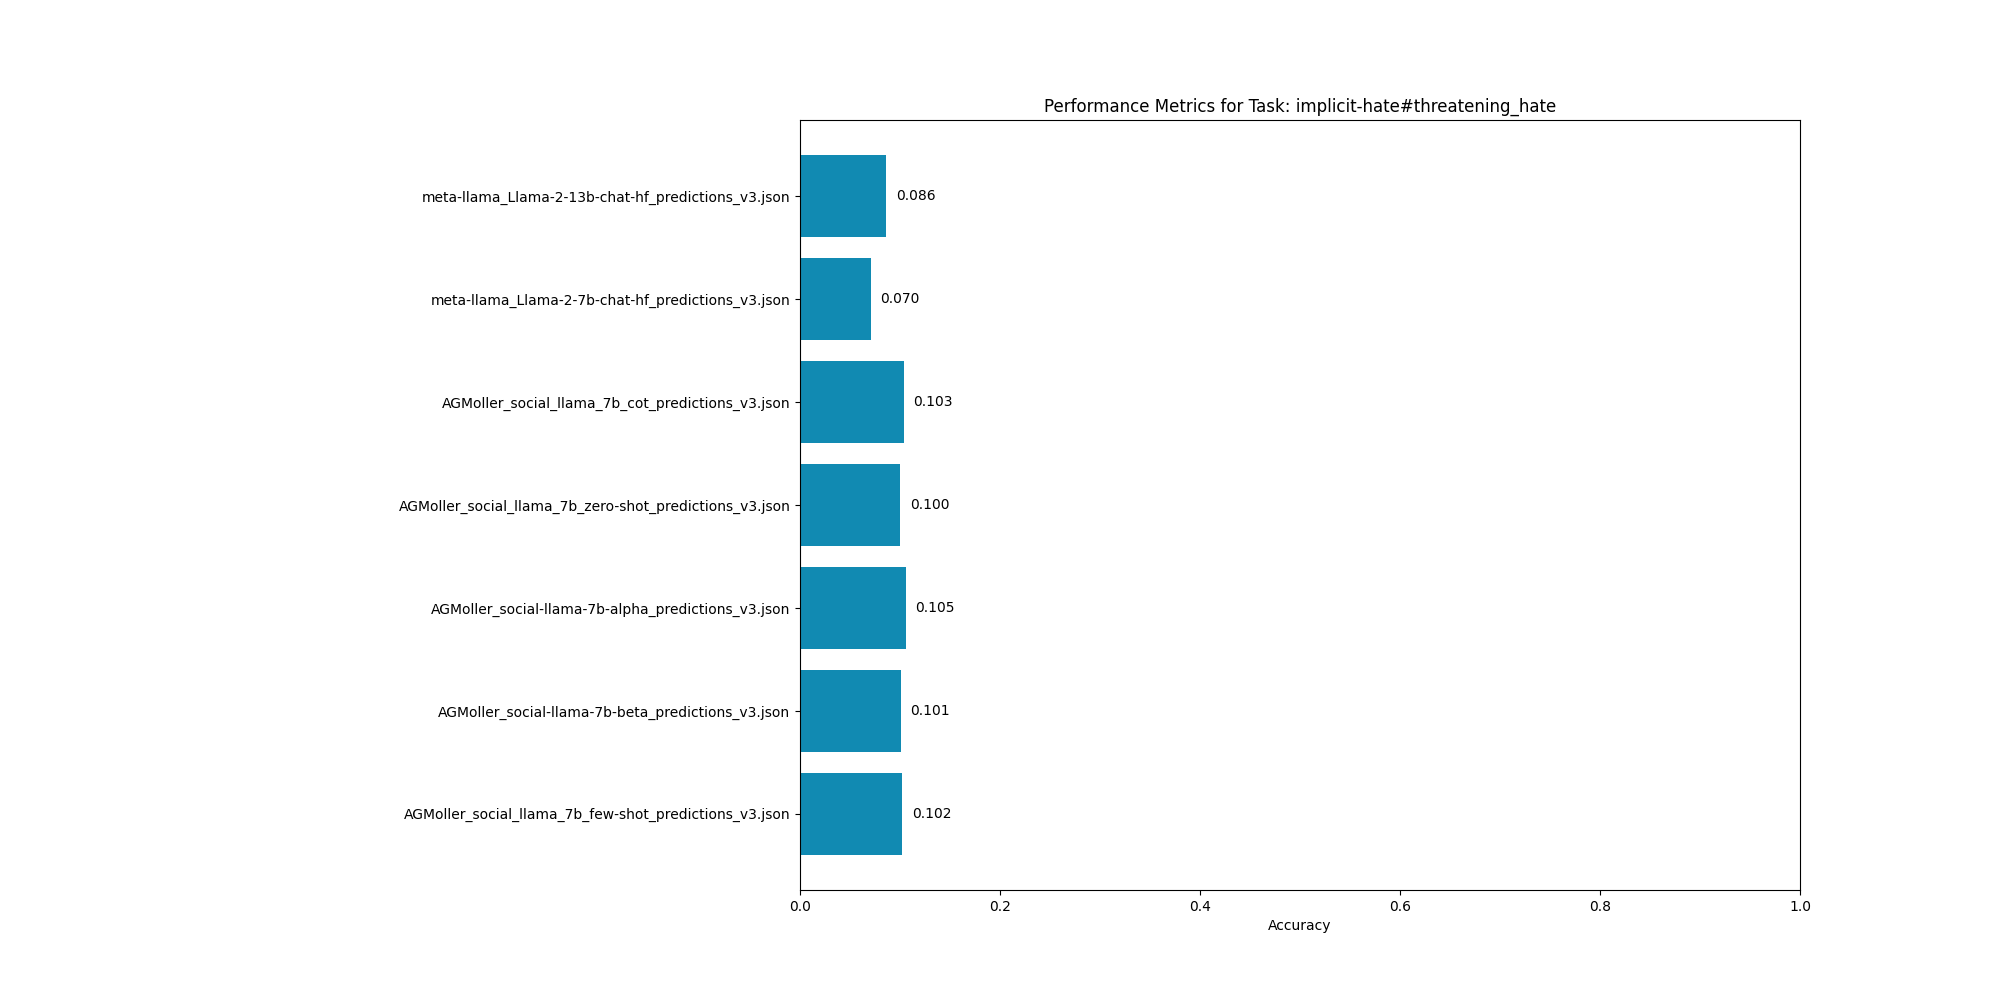 Performance Metrics for Task: implicit-hate#threatening_hate
meta-llama_Llama-2-13b-chat-hf_predictions_v3.json
0.086
meta-llama_Llama-2-7b-chat-hf_predictions_v3.json
0.070
AGMoller_social_llama_7b_cot_predictions_v3.json
0.103
AGMoller_social_llama_7b_zero-shot_predictions_v3.json
0.100
AGMoller_social-llama-7b-alpha_predictions_v3.json
0.105
AGMoller_social-llama-7b-beta_predictions_v3.json
0.101
AGMoller_social_llama_7b_few-shot_predictions_v3.json
0.102
0.0 0.2 0.4 0.6 0.8 1.0
Accuracy